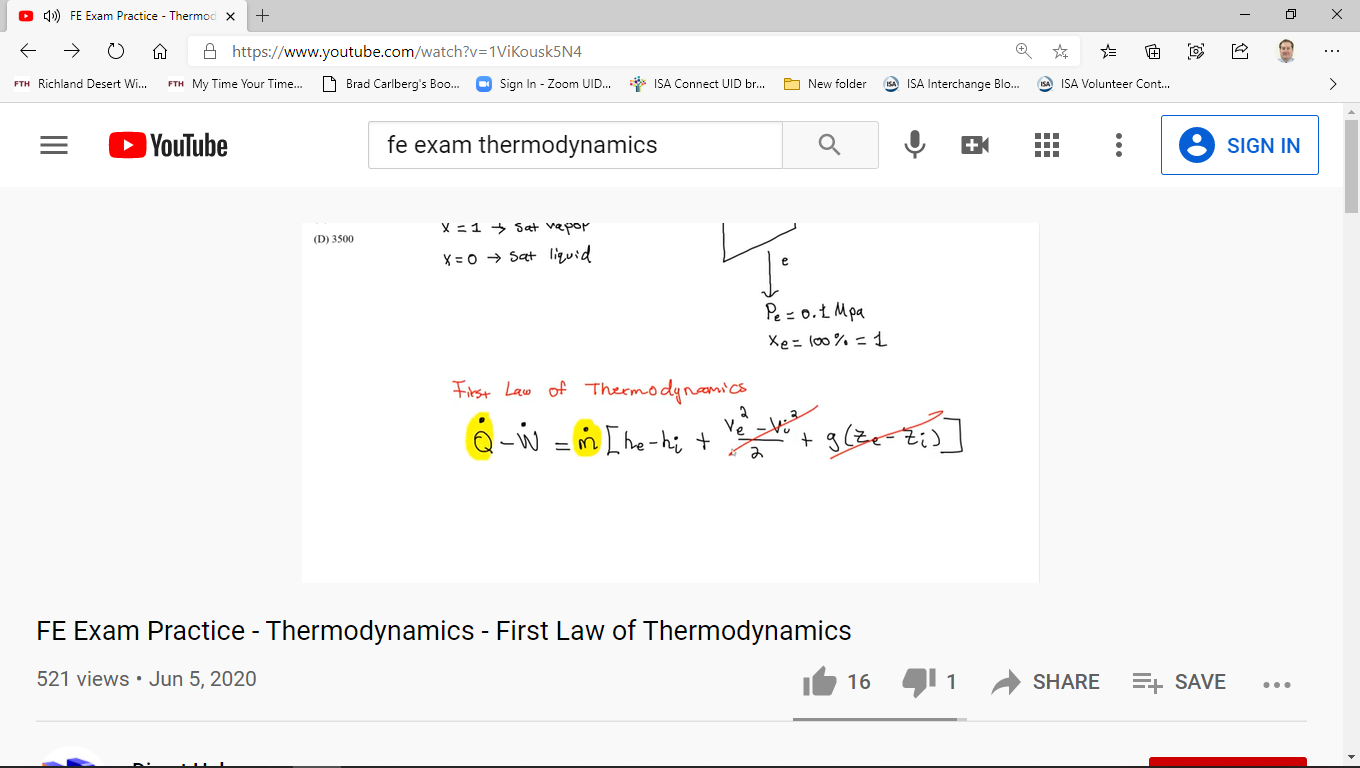 FE Exam Practice - Thermod
https://www.youtube.com/watch?v=1ViKousk5N4
FTH Richland Desert Wi... FTH My Time Your Time... Brad Carlberg's Boo... Sign In - Zoom UID... ISA Connect UID br... New folder ISA ISA Interchange Blo... ISA ISA Volunteer Cont...
YouTube fe exam thermodynamics SIGN IN
(D) 3500
x = 1 → sat vapor
x = 0 → sat liquid
e
Pe = 0.1 Mpa
xe = 100% = 1
First Law of Thermodynamics
Q̇ - Ẇ = ṁ [he - hi + (Ve² - Vi²)/2 + g(ze - zi)]
FE Exam Practice - Thermodynamics - First Law of Thermodynamics
521 views • Jun 5, 2020
16 1 SHARE SAVE